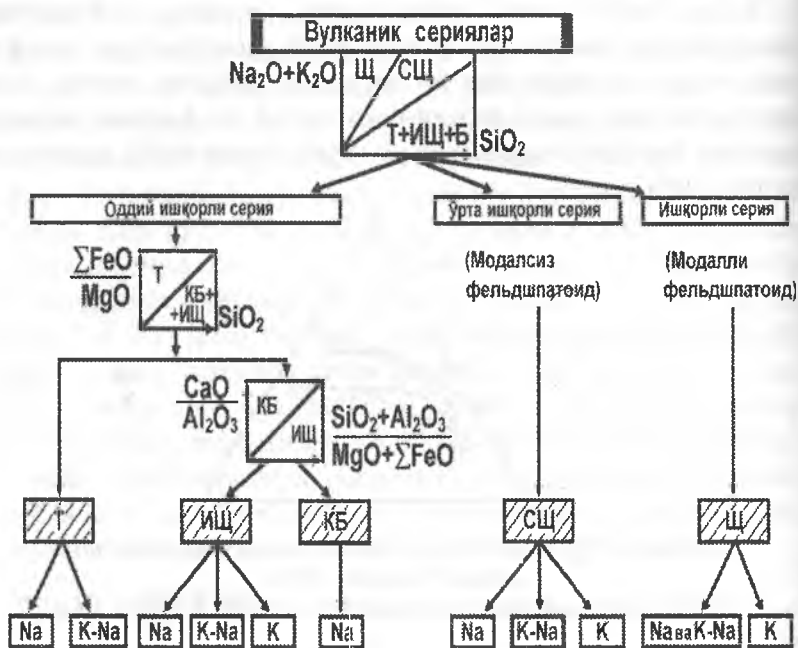 Вулканик сериялар
Na₂O+K₂O
Щ
СЩ
Т+ИЩ+Б
SiO₂
Оддий ишқорли серия
Ўрта ишқорли серия
Ишқорли серия
∑FeO
MgO
Т
КБ+
+ИЩ
SiO₂
(Модалсиз
фельдшпатоид)
(Модалли
фельдшпатоид)
CaO
Al₂O₃
КБ
ИЩ
SiO₂+Al₂O₃
MgO+∑FeO
Т
ИЩ
КБ
СЩ
Щ
Na
K-Na
Na
K-Na
K
Na
Na
K-Na
K
Na ва K-Na
K